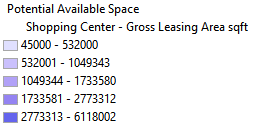 Potential Available Space
Shopping Center - Gross Leasing Area sqft
45000 - 532000
532001 - 1049343
1049344 - 1733580
1733581 - 2773312
2773313 - 6118002